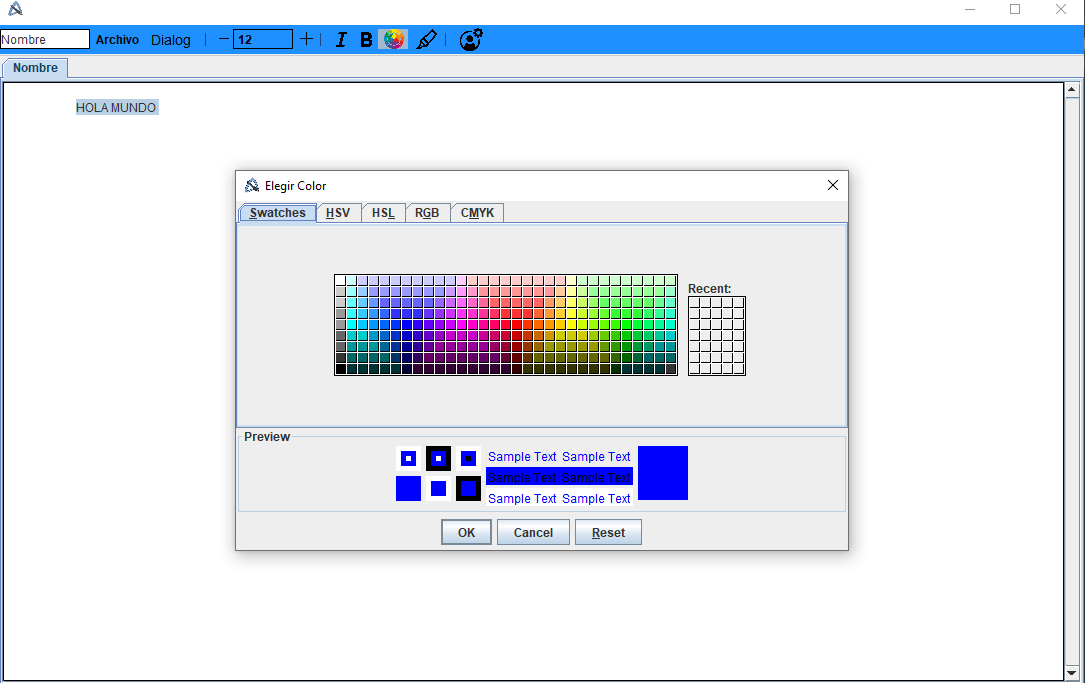 Nombre Archivo Dialog 12 I B
Nombre
HOLA MUNDO
Elegir Color
Swatches HSV HSL RGB CMYK
Recent:
Preview
Sample Text Sample Text
Sample Text Sample Text
Sample Text Sample Text
OK Cancel Reset